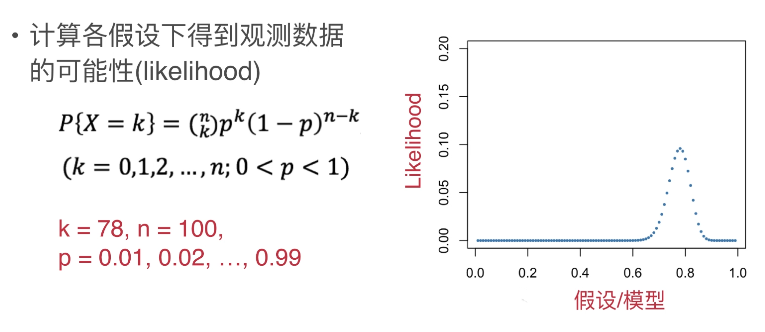 • 计算各假设下得到观测数据
的可能性(likelihood)
P{X = k} = (ⁿₖ)pᵏ(1 − p)ⁿ⁻ᵏ
(k = 0,1,2, …, n; 0 < p < 1)
k = 78, n = 100,
p = 0.01, 0.02, …, 0.99
Likelihood
0.20
0.15
0.10
0.05
0.00
0.0 0.2 0.4 0.6 0.8 1.0
假设/模型